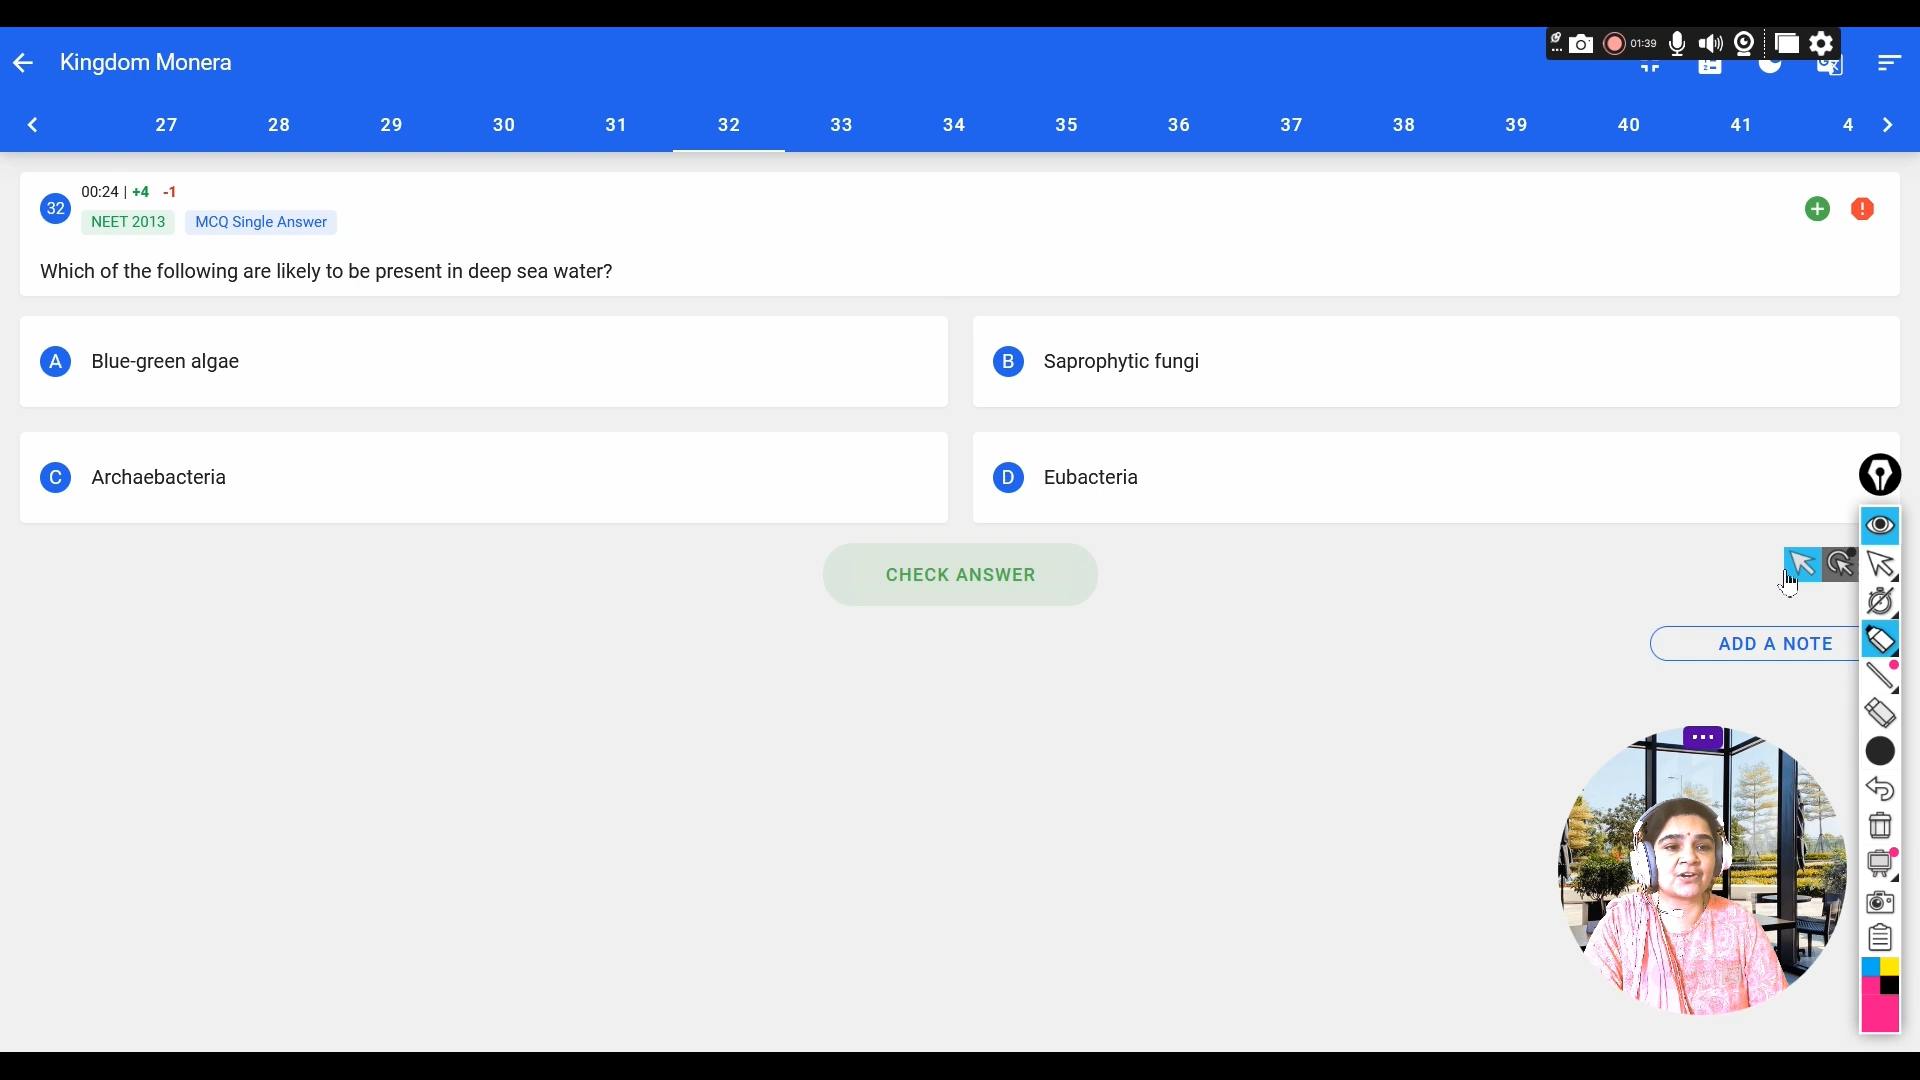 Kingdom Monera
01:39
27 28 29 30 31 32 33 34 35 36 37 38 39 40 41 4
32
00:24 | +4 -1
NEET 2013 MCQ Single Answer
Which of the following are likely to be present in deep sea water?
A Blue-green algae
B Saprophytic fungi
C Archaebacteria
D Eubacteria
CHECK ANSWER
ADD A NOTE